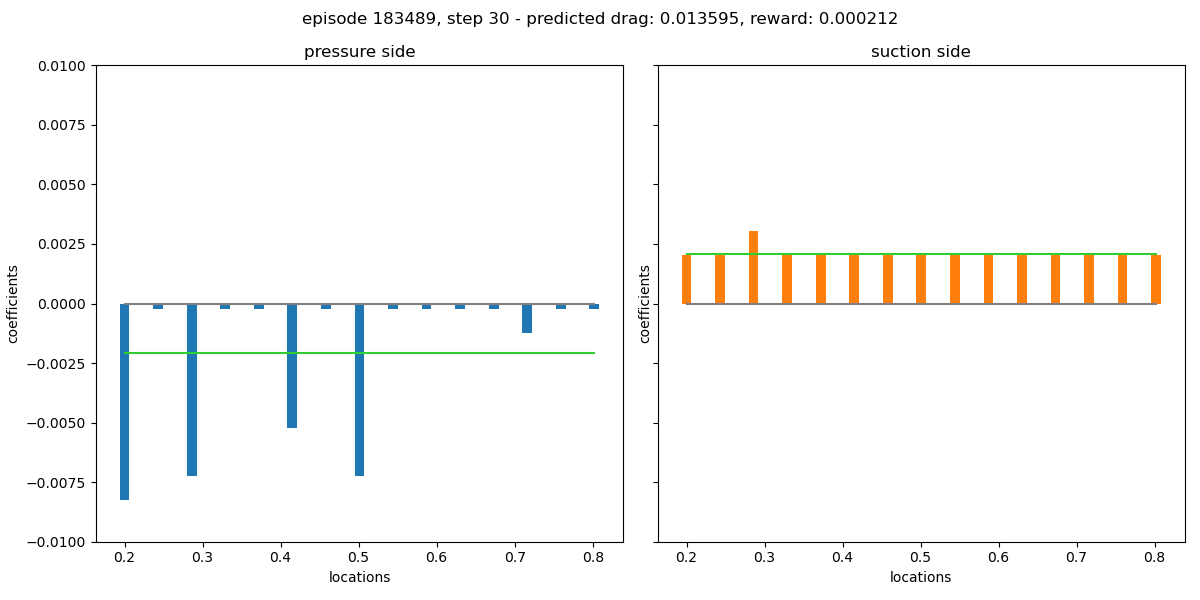 episode 183489, step 30 - predicted drag: 0.013595, reward: 0.000212
pressure side
suction side
0.0100
0.0075
0.0050
0.0025
0.0000
−0.0025
−0.0050
−0.0075
−0.0100
coefficients
0.2 0.3 0.4 0.5 0.6 0.7 0.8
locations
coefficients
0.2 0.3 0.4 0.5 0.6 0.7 0.8
locations